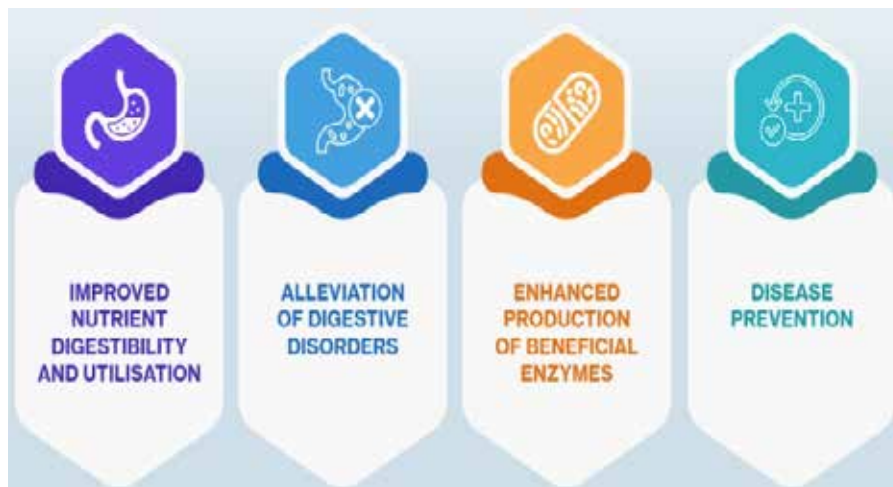 IMPROVED
NUTRIENT
DIGESTIBILITY
AND UTILISATION
ALLEVIATION
OF DIGESTIVE
DISORDERS
ENHANCED
PRODUCTION
OF BENEFICIAL
ENZYMES
DISEASE
PREVENTION